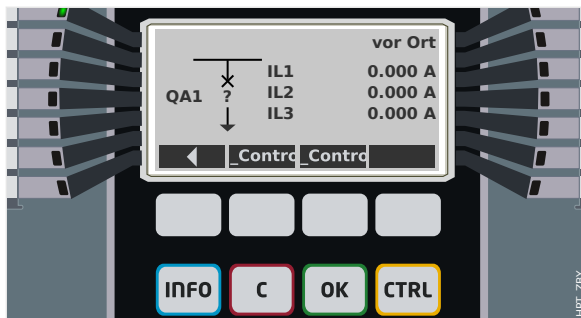 vor Ort
IL1 0.000 A
QA1 ? IL2 0.000 A
IL3 0.000 A
_Contro _Contro
INFO C OK CTRL